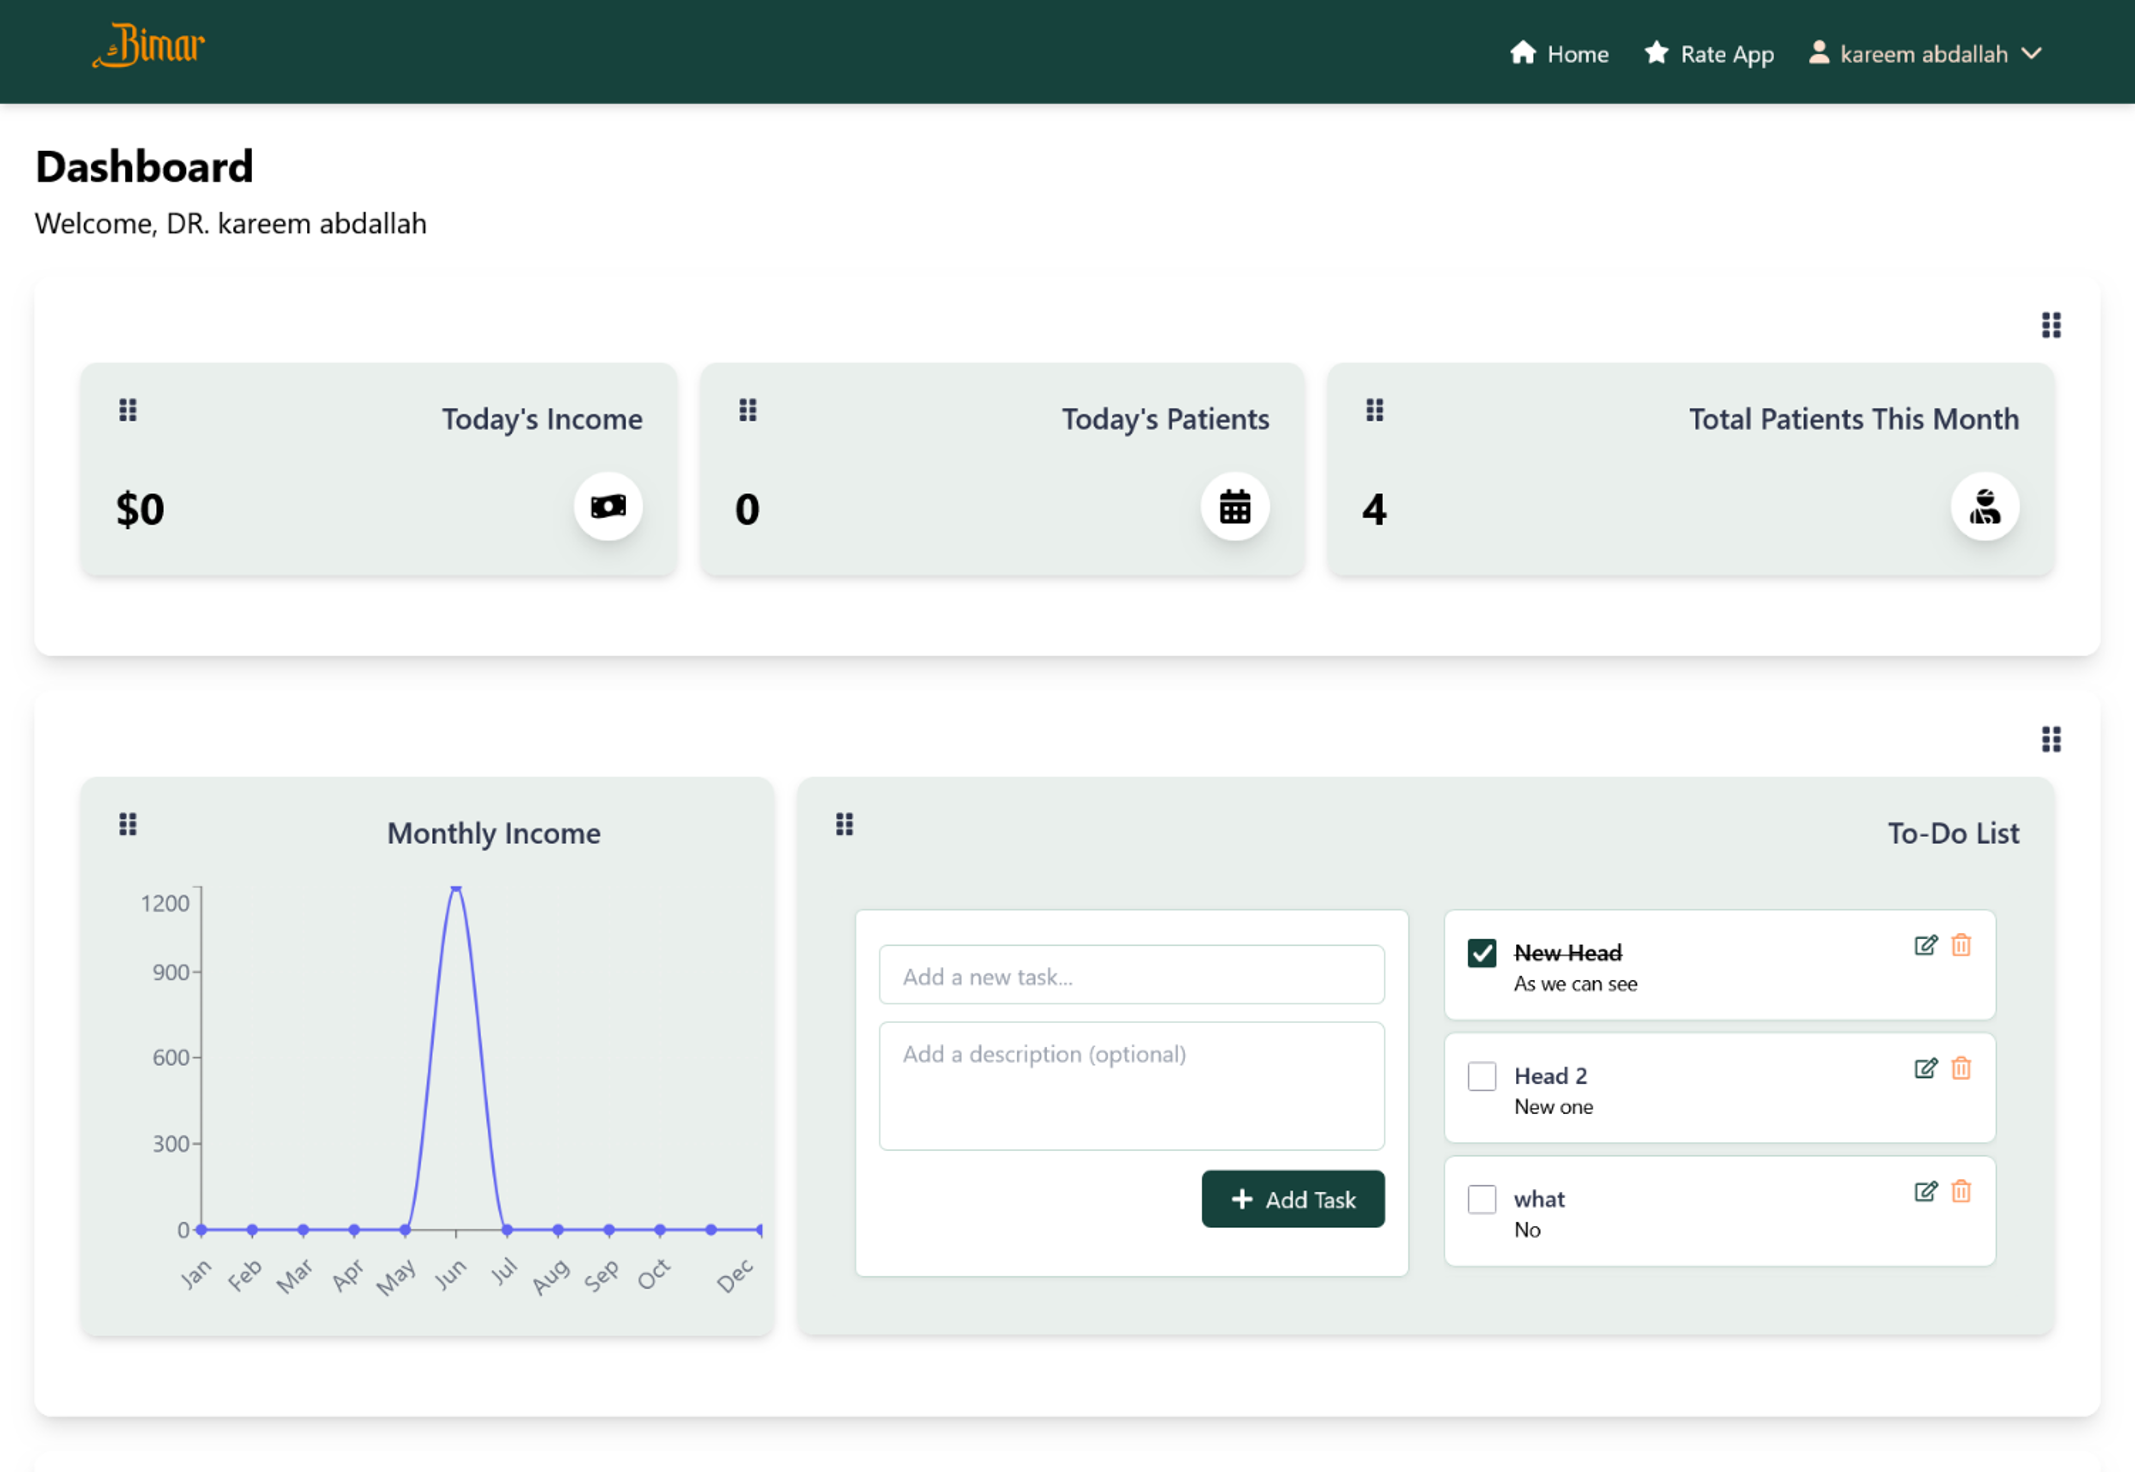 Bimar
Home
Rate App
kareem abdallah
Dashboard
Welcome, DR. kareem abdallah
Today's Income
$0
Today's Patients
0
Total Patients This Month
4
Monthly Income
1200
900
600
300
0
Jan
Feb
Mar
Apr
May
Jun
Jul
Aug
Sep
Oct
Dec
To-Do List
Add a new task...
Add a description (optional)
Add Task
New Head
As we can see
Head 2
New one
what
No